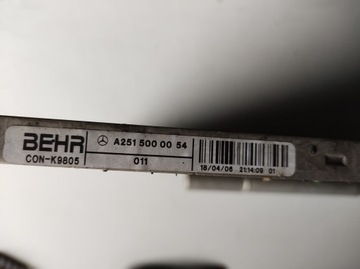 BEHR
CON-K9805
A251 500 00 54
011
18/04/06 21:14:09 01